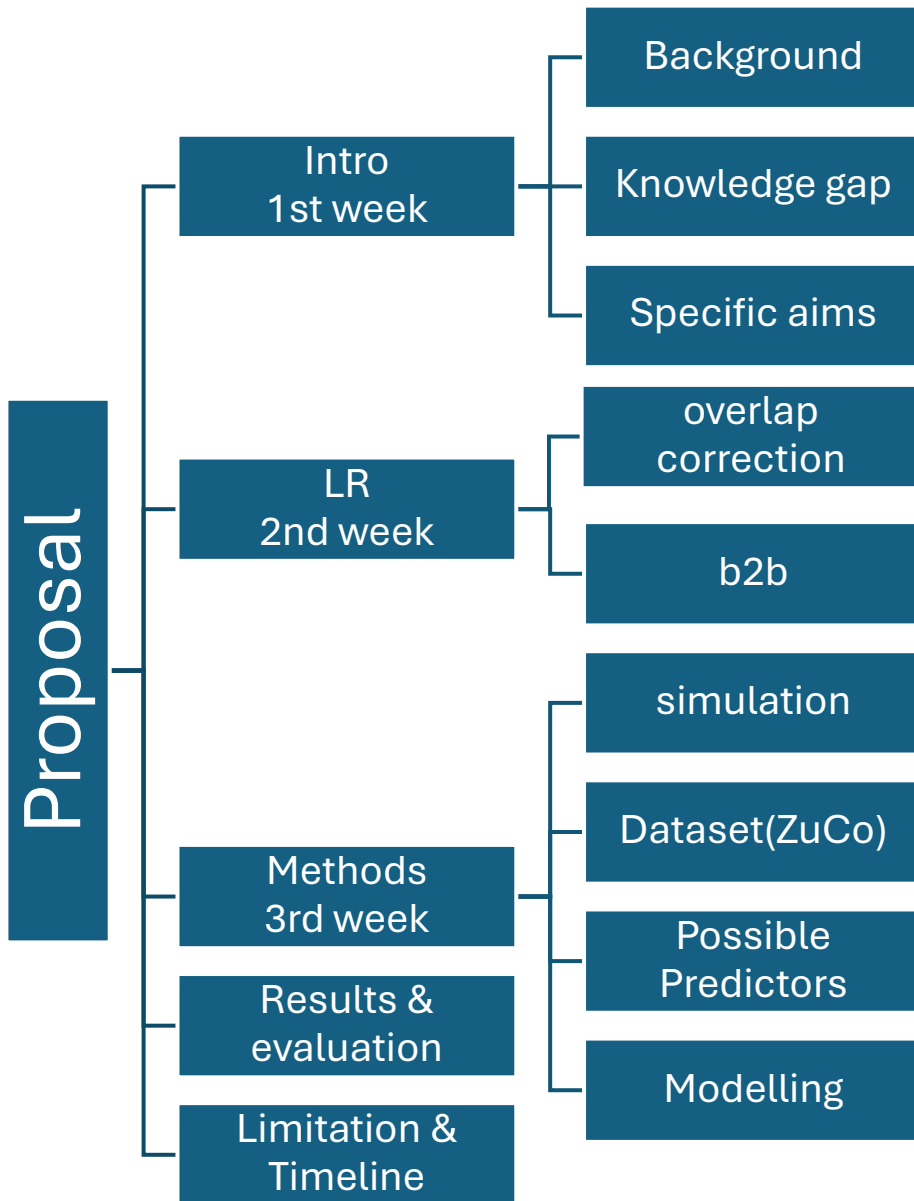 Proposal
Intro
1st week
Background
Knowledge gap
Specific aims
LR
2nd week
overlap
correction
b2b
Methods
3rd week
simulation
Dataset(ZuCo)
Possible
Predictors
Modelling
Results &
evaluation
Limitation &
Timeline